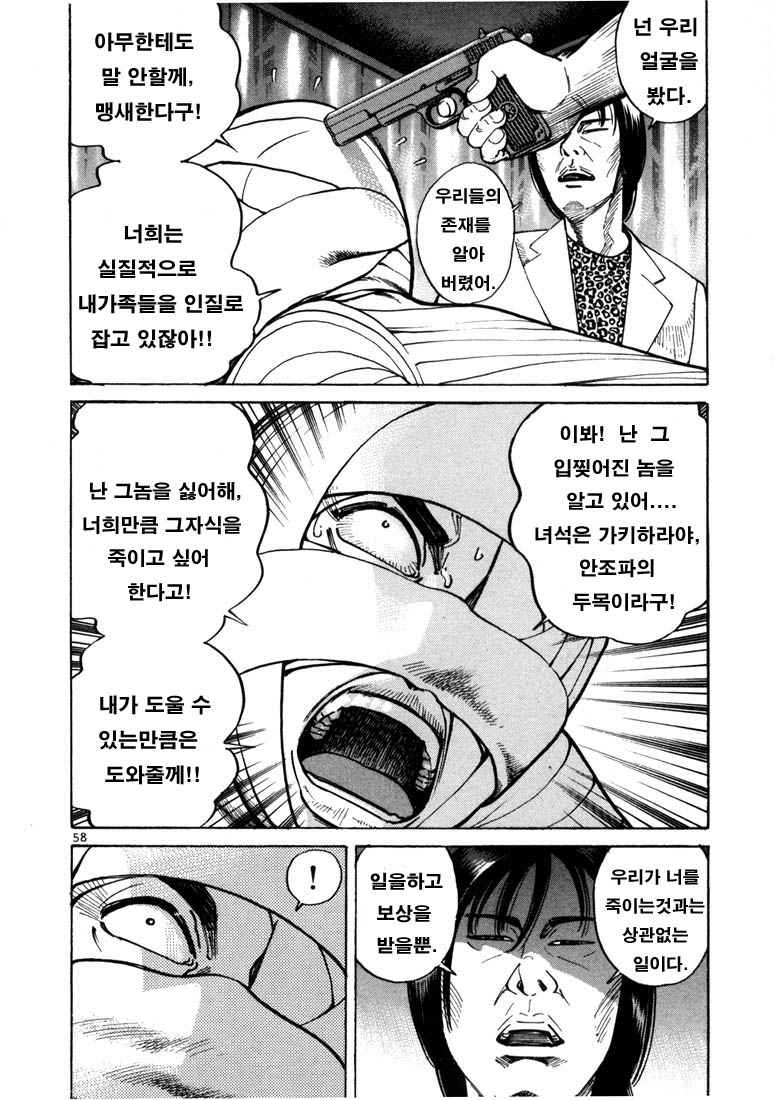 넌 우리
얼굴을
봤다.
우리들의
존재를
알아
버렸어.
아무한테도
말 안할께,
맹새한다구!
너희는
실질적으로
내가족들을 인질로
잡고 있잖아!!
이봐! 난 그
입찢어진 놈을
알고 있어....
녀석은 가키하라야,
안조파의
두목이라구!
난 그놈을 싫어해,
너희만큼 그자식을
죽이고 싶어
한다고!
내가 도울 수
있는만큼은
도와줄께!!
58
우리가 너를
죽이는것과는
상관없는
일이다.
일을하고
보상을
받을뿐.
!